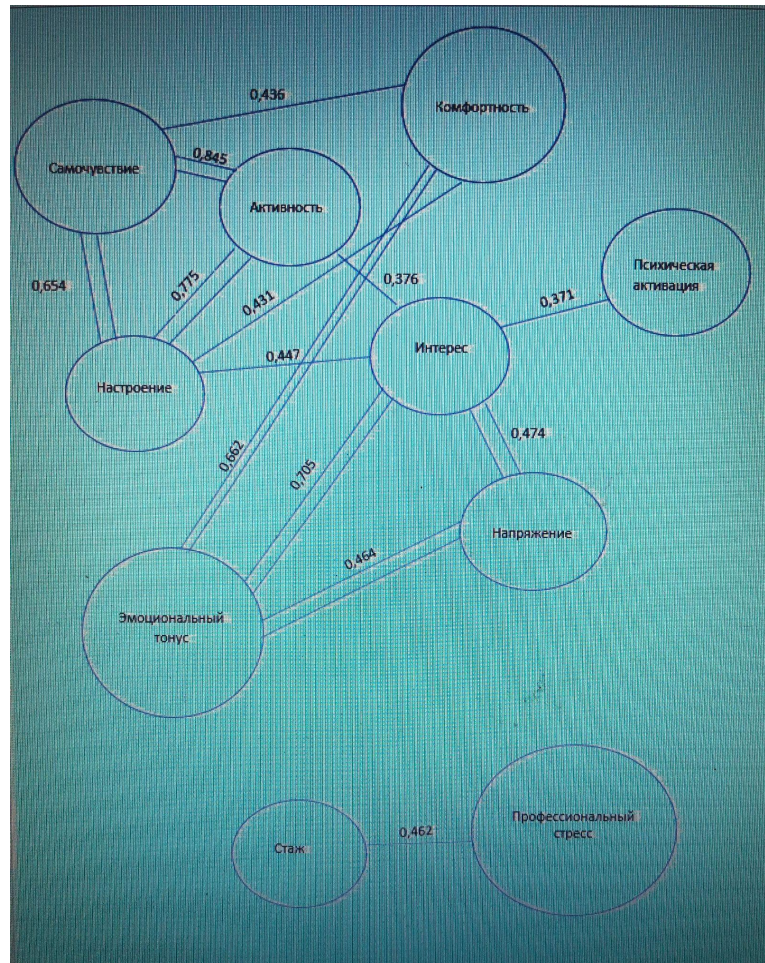 0,436
Комфортность
0,845
Самочувствие
Активность
Психическая
активация
0,654
0,775
0,376
0,431
0,371
0,447
Интерес
Настроение
0,662
0,705
0,474
Напряжение
0,464
Эмоциональный
тонус
Профессиональный
стресс
0,462
Стаж